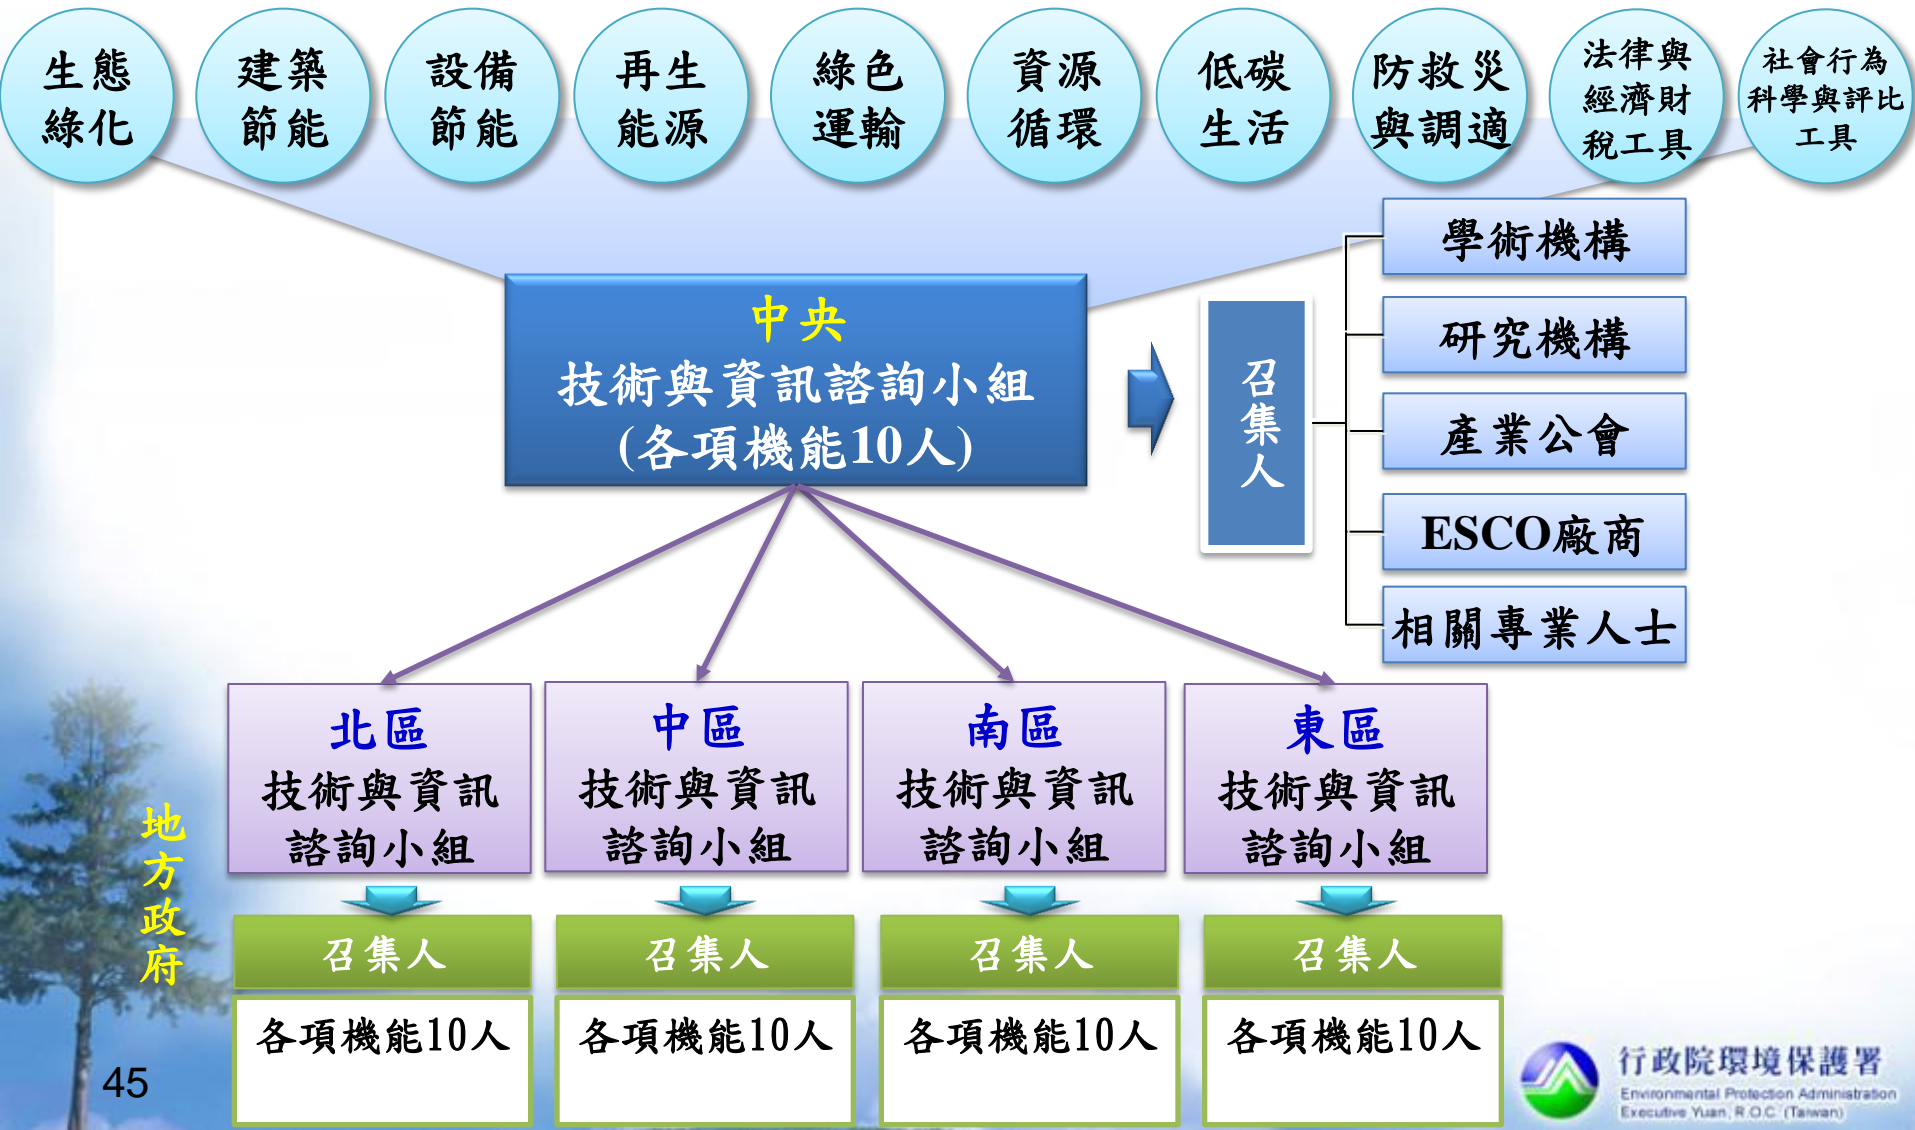 生態
綠化
建築
節能
設備
節能
再生
能源
綠色
運輸
資源
循環
低碳
生活
防救災
與調適
法律與
經濟財
稅工具
社會行為
科學與評比
工具
中央
技術與資訊諮詢小組
(各項機能10人)
召集人
學術機構
研究機構
產業公會
ESCO廠商
相關專業人士
地方政府
北區
技術與資訊
諮詢小組
中區
技術與資訊
諮詢小組
南區
技術與資訊
諮詢小組
東區
技術與資訊
諮詢小組
召集人
召集人
召集人
召集人
各項機能10人
各項機能10人
各項機能10人
各項機能10人
45
行政院環境保護署
Environmental Protection Administration
Executive Yuan, R.O.C. (Taiwan)